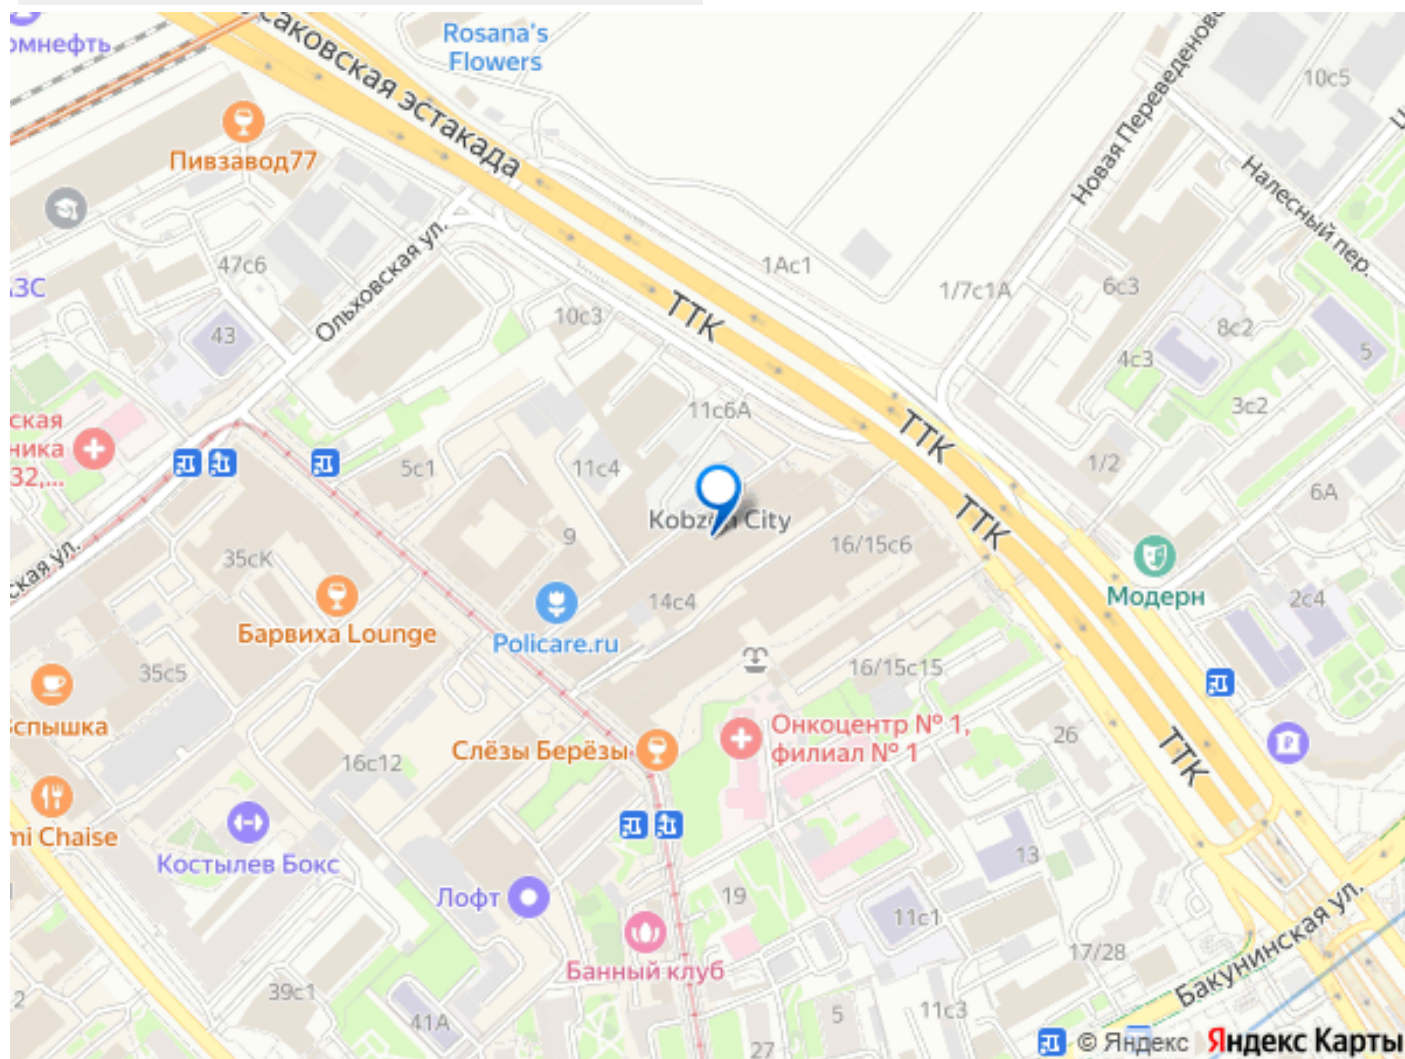 саковская эстакада
омнефть
Rosana's
Flowers
Новая Переведеновс
10с5
Пивзавод77
Налесный пер.
Ольховская ул.
47с6
1Ас1
АЗС
1/7с1А
6с3
ТТК
10с3
8с2
43
5
4с3
3с2
11с6А
ская
ника
32,...
ТТК
5с1
11с4
1/2
6А
Kobzon City
ТТК
16/15с6
9
35сК
ская ул.
Модерн
2с4
14с4
Барвиха Lounge
Policare.ru
35с5
16/15с15
спышка
Онкоцентр № 1,
филиал № 1
26
ТТК
Слёзы Берёзы
16с12
mi Chaise
Костылев Бокс
13
Лофт
19
11с1
Бакунинская ул.
17/28
Банный клуб
39с1
2
41А
5
11с3
27
© Яндекс Яндекс Карты